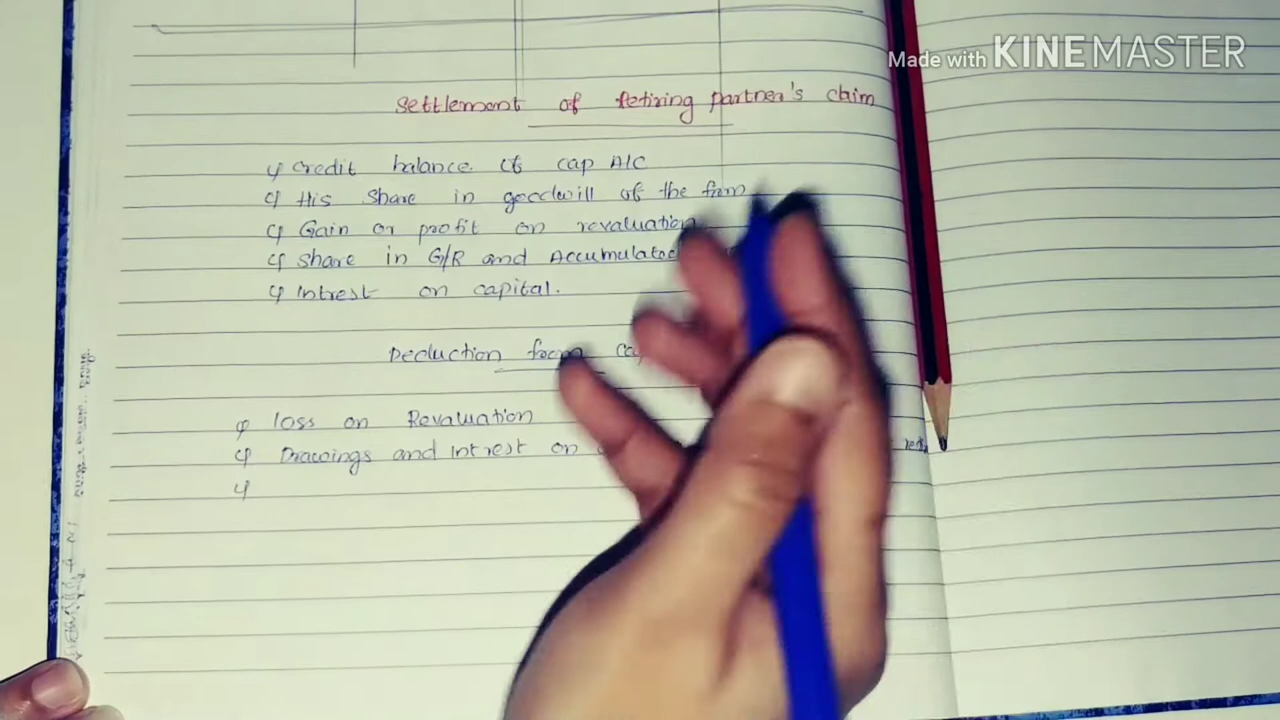 Made with KINEMASTER
Settlement of Retiring partner's claim
Credit balance of cap A/C
His share in goodwill of the firm
Gain or profit on revaluation
share in G/R and Accumulated
Intrest on capital.
Deduction from
loss on Revaluation
Drawings and Intrest on